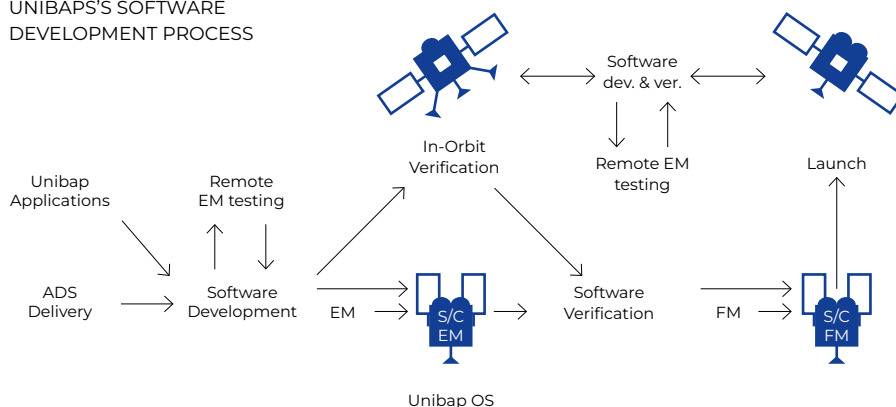 UNIBAPS'S SOFTWARE
DEVELOPMENT PROCESS
Software
dev. & ver.
In-Orbit
Verification
Remote EM
testing
Launch
Unibap
Applications
Remote
EM testing
ADS
Delivery
Software
Development
EM
S/C
EM
Software
Verification
FM
S/C
FM
Unibap OS